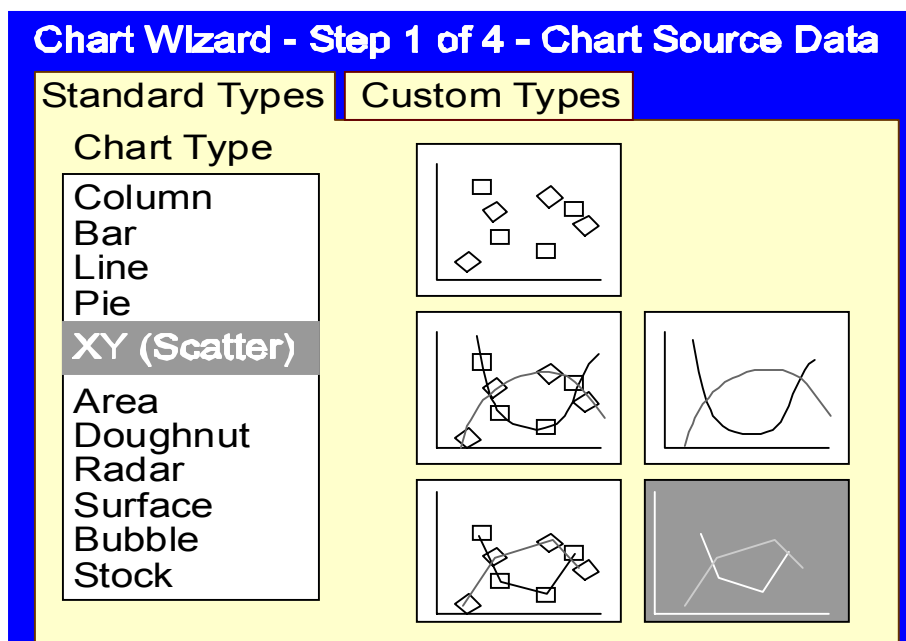 Chart Wizard - Step 1 of 4 - Chart Source Data
Standard Types
Custom Types
Chart Type
Column
Bar
Line
Pie
XY (Scatter)
Area
Doughnut
Radar
Surface
Bubble
Stock